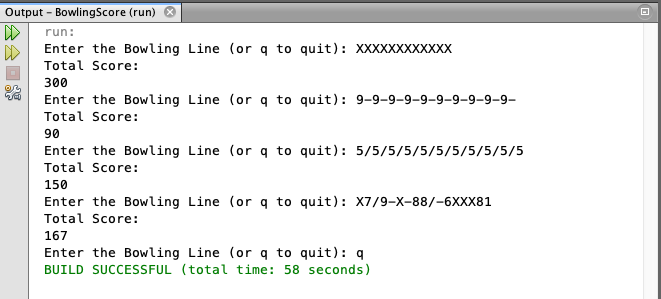 Output – BowlingScore (run)
run:
Enter the Bowling Line (or q to quit): XXXXXXXXXXXX
Total Score:
300
Enter the Bowling Line (or q to quit): 9-9-9-9-9-9-9-9-9-9-
Total Score:
90
Enter the Bowling Line (or q to quit): 5/5/5/5/5/5/5/5/5/5/5
Total Score:
150
Enter the Bowling Line (or q to quit): X7/9-X-88/-6XXX81
Total Score:
167
Enter the Bowling Line (or q to quit): q
BUILD SUCCESSFUL (total time: 58 seconds)